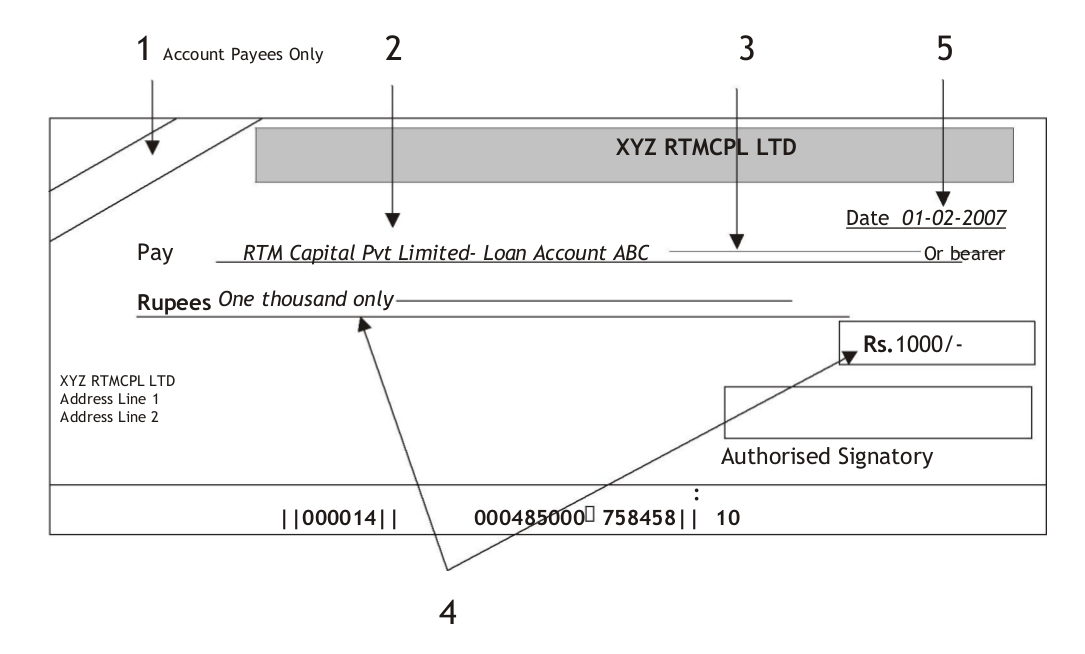 1 Account Payees Only 2 3 5
XYZ RTMCPL LTD
Date 01-02-2007
Pay RTM Capital Pvt Limited- Loan Account ABC Or bearer
Rupees One thousand only
Rs.1000/-
XYZ RTMCPL LTD
Address Line 1
Address Line 2
Authorised Signatory
:
||000014|| 000485000▯ 758458|| 10
4